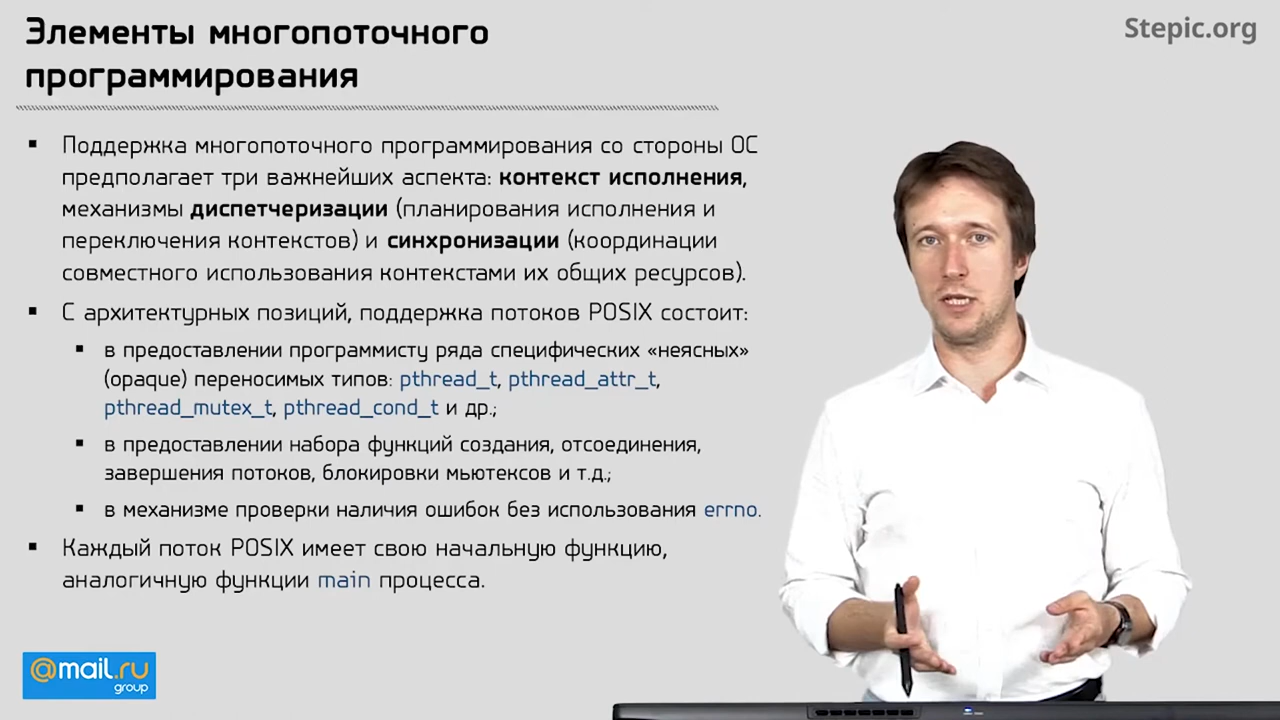 Элементы многопоточного
программирования
Stepic.org
▪ Поддержка многопоточного программирования со стороны ОС
предполагает три важнейших аспекта: контекст исполнения,
механизмы диспетчеризации (планирования исполнения и
переключения контекстов) и синхронизации (координации
совместного использования контекстами их общих ресурсов).
▪ С архитектурных позиций, поддержка потоков POSIX состоит:
▪ в предоставлении программисту ряда специфических «неясных»
(opaque) переносимых типов: pthread_t, pthread_attr_t,
pthread_mutex_t, pthread_cond_t и др.;
▪ в предоставлении набора функций создания, отсоединения,
завершения потоков, блокировки мьютексов и т.д.;
▪ в механизме проверки наличия ошибок без использования errno.
▪ Каждый поток POSIX имеет свою начальную функцию,
аналогичную функции main процесса.
@mail.ru
group